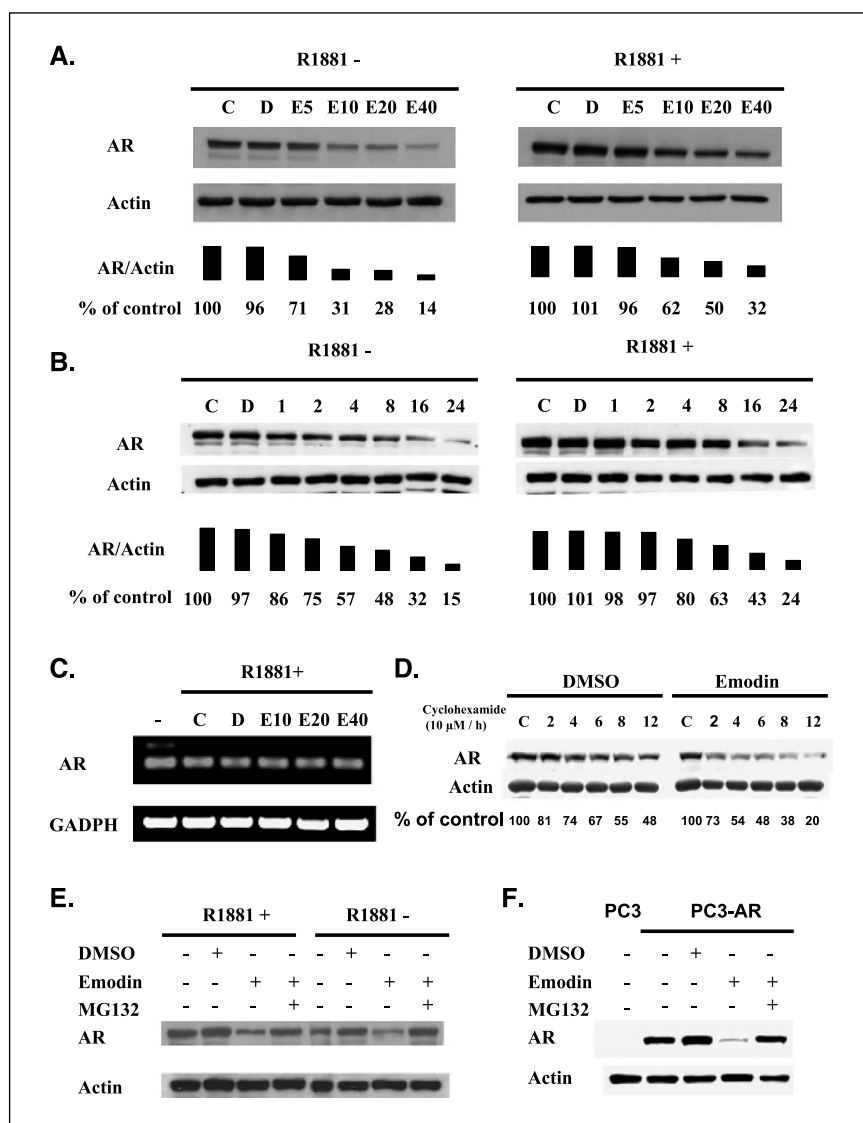 A.
R1881 - R1881 +
C D E5 E10 E20 E40 C D E5 E10 E20 E40
AR
Actin
AR/Actin
% of control 100 96 71 31 28 14 100 101 96 62 50 32
B.
R1881 - R1881 +
C D 1 2 4 8 16 24 C D 1 2 4 8 16 24
AR
Actin
AR/Actin
% of control 100 97 86 75 57 48 32 15 100 101 98 97 80 63 43 24
C.
R1881+
- C D E10 E20 E40
AR
GADPH
D.
DMSO Emodin
Cyclohexamide
(10 µM / h) C 2 4 6 8 12 C 2 4 6 8 12
AR
Actin
% of control 100 81 74 67 55 48 100 73 54 48 38 20
E.
R1881 + R1881 -
DMSO - + - - - + - -
Emodin - - + + - - + +
MG132 - - - + - - - +
AR
Actin
F.
PC3 PC3-AR
DMSO - - + - -
Emodin - - - + +
MG132 - - - - +
AR
Actin